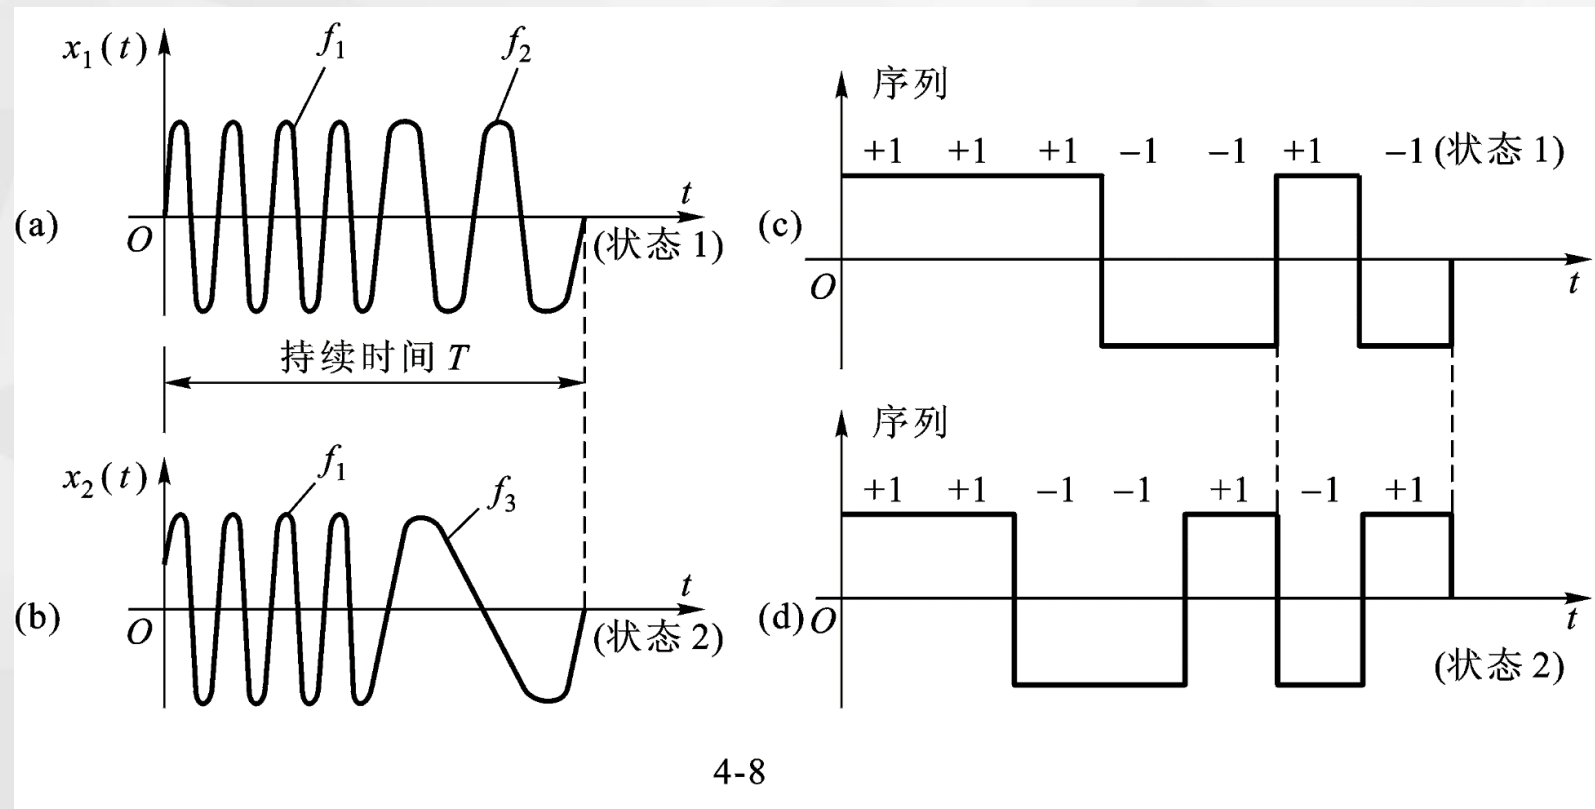 x₁(t)
f₁
f₂
t
(a)
O
(状态 1)
持续时间 T
x₂(t)
f₁
f₃
t
(b)
O
(状态 2)
序列
+1 +1 +1 −1 −1 +1 −1 (状态 1)
(c)
O
t
序列
+1 +1 −1 −1 +1 −1 +1
(d)
O
t
(状态 2)
4-8